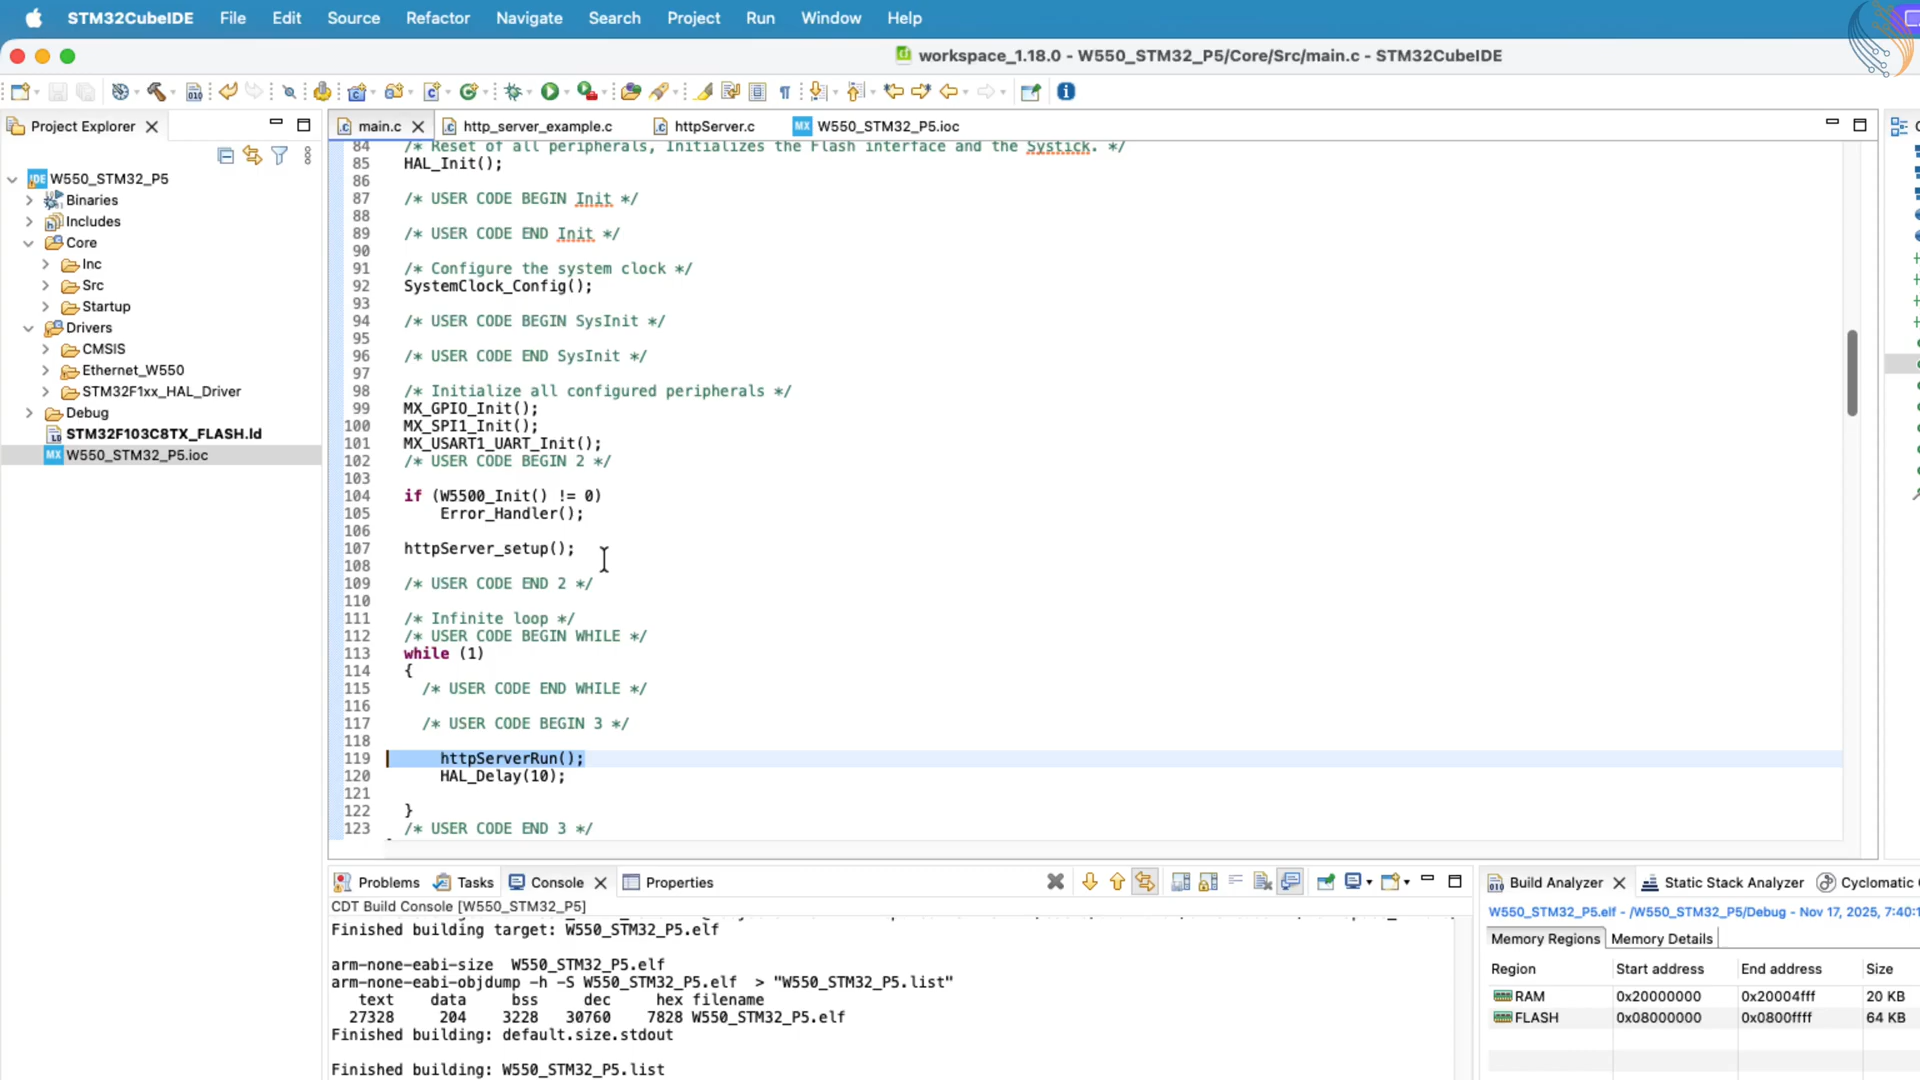 STM32CubeIDE File Edit Source Refactor Navigate Search Project Run Window Help
workspace_1.18.0 - W550_STM32_P5/Core/Src/main.c - STM32CubeIDE
Project Explorer
main.c
http_server_example.c
httpServer.c
W550_STM32_P5.ioc
W550_STM32_P5
Binaries
Includes
Core
Inc
Src
Startup
Drivers
CMSIS
Ethernet_W550
STM32F1xx_HAL_Driver
Debug
STM32F103C8TX_FLASH.ld
W550_STM32_P5.ioc
84 /* Reset of all peripherals, Initializes the Flash interface and the Systick. */
85 HAL_Init();
86
87 /* USER CODE BEGIN Init */
88
89 /* USER CODE END Init */
90
91 /* Configure the system clock */
92 SystemClock_Config();
93
94 /* USER CODE BEGIN SysInit */
95
96 /* USER CODE END SysInit */
97
98 /* Initialize all configured peripherals */
99 MX_GPIO_Init();
100 MX_SPI1_Init();
101 MX_USART1_UART_Init();
102 /* USER CODE BEGIN 2 */
103
104 if (W5500_Init() != 0)
105 Error_Handler();
106
107 httpServer_setup();
108
109 /* USER CODE END 2 */
110
111 /* Infinite loop */
112 /* USER CODE BEGIN WHILE */
113 while (1)
114 {
115 /* USER CODE END WHILE */
116
117 /* USER CODE BEGIN 3 */
118
119 httpServerRun();
120 HAL_Delay(10);
121
122 }
123 /* USER CODE END 3 */
Problems Tasks Console Properties
CDT Build Console [W550_STM32_P5]
Finished building target: W550_STM32_P5.elf
arm-none-eabi-size W550_STM32_P5.elf
arm-none-eabi-objdump -h -S W550_STM32_P5.elf > "W550_STM32_P5.list"
text data bss dec hex filename
27328 204 3228 30760 7828 W550_STM32_P5.elf
Finished building: default.size.stdout
Finished building: W550_STM32_P5.list
Build Analyzer Static Stack Analyzer Cyclomatic
W550_STM32_P5.elf - /W550_STM32_P5/Debug - Nov 17, 2025, 7:40:1
Memory Regions Memory Details
Region Start address End address Size
RAM 0x20000000 0x20004fff 20 KB
FLASH 0x08000000 0x0800ffff 64 KB